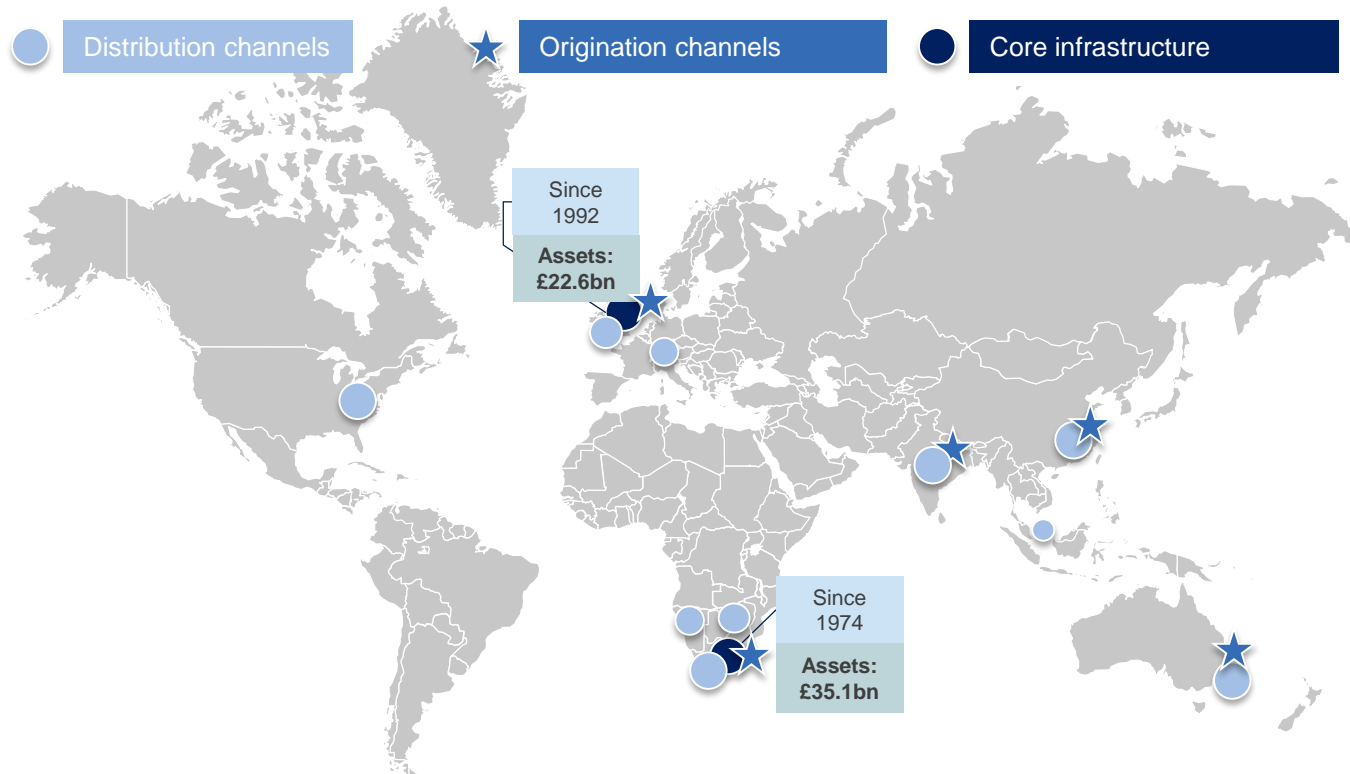 Distribution channels
Origination channels
Core infrastructure
Since
1992
Assets:
£22.6bn
Since
1974
Assets:
£35.1bn